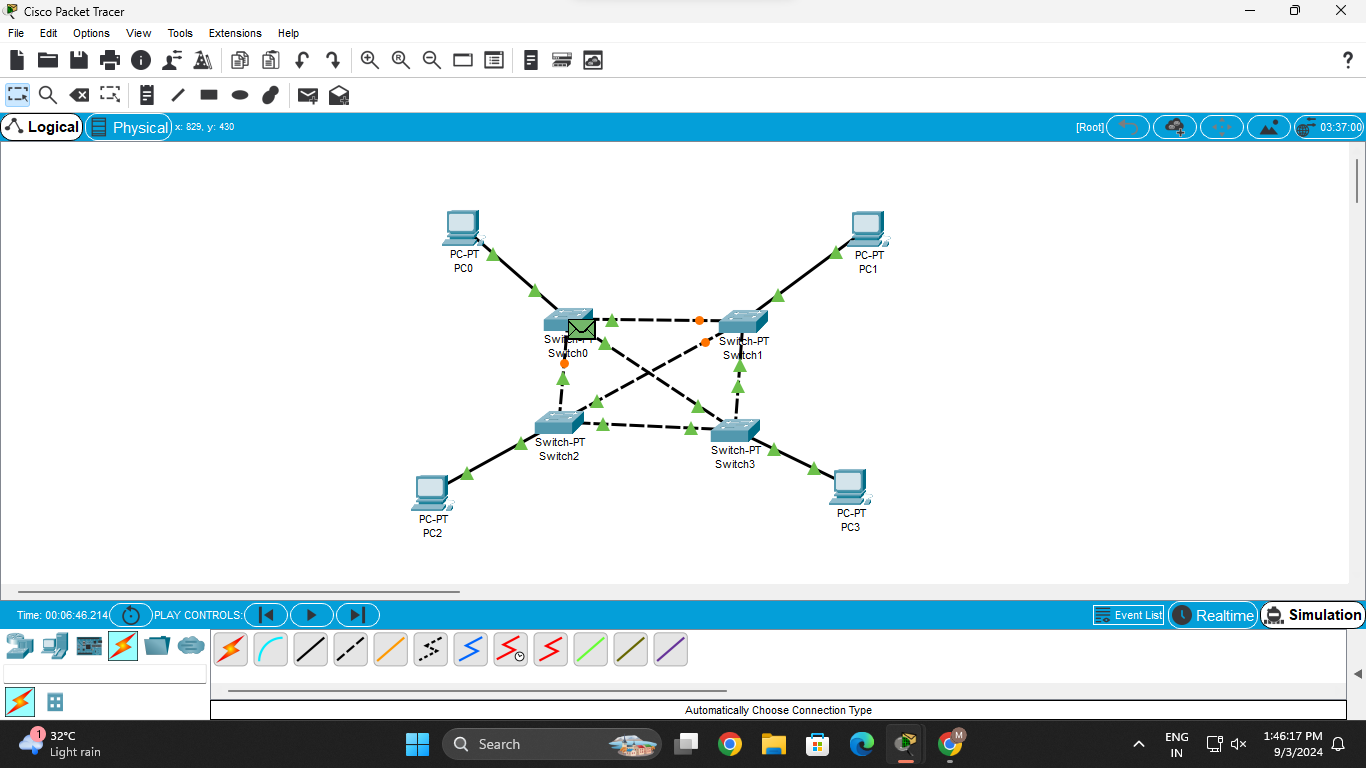 Cisco Packet Tracer
File Edit Options View Tools Extensions Help
?
Logical Physical x: 829, y: 430 [Root] 03:37:00
PC-PT
PC0
PC-PT
PC1
Switch-PT
Switch0
Switch-PT
Switch1
Switch-PT
Switch2
Switch-PT
Switch3
PC-PT
PC2
PC-PT
PC3
Time: 00:06:46.214 PLAY CONTROLS: Event List Realtime Simulation
Automatically Choose Connection Type
1
32°C
Light rain
Search
M
ENG
IN
1:46:17 PM
9/3/2024